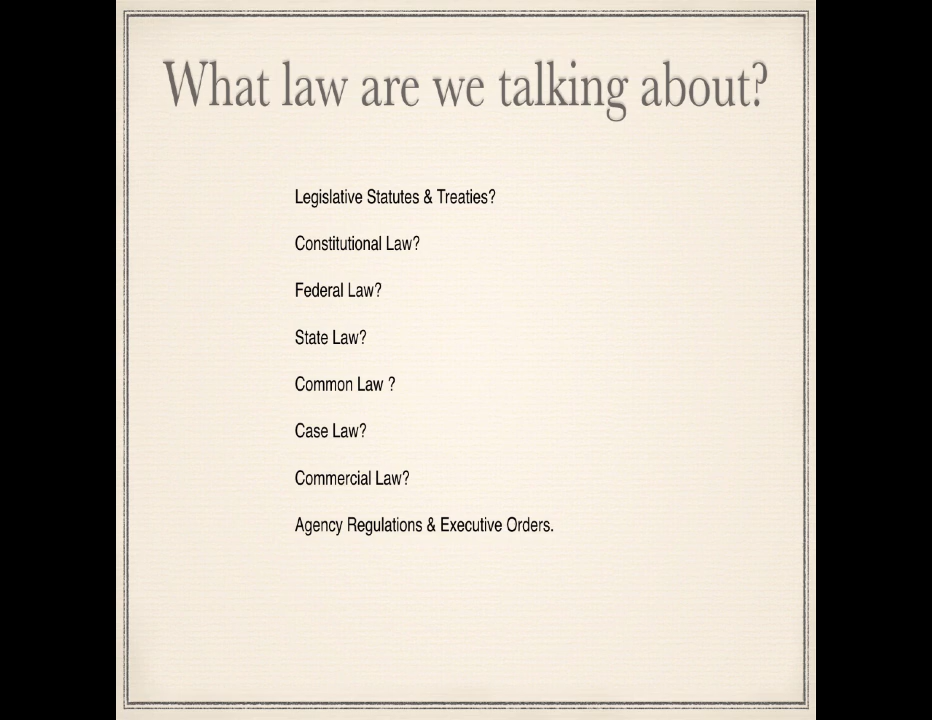 What law are we talking about?
Legislative Statutes & Treaties?
Constitutional Law?
Federal Law?
State Law?
Common Law ?
Case Law?
Commercial Law?
Agency Regulations & Executive Orders.